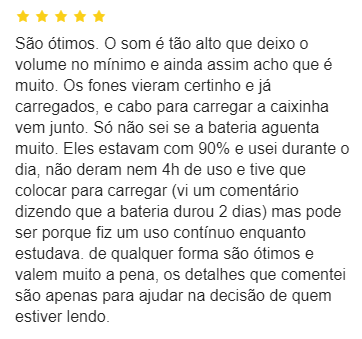 São ótimos. O som é tão alto que deixo o
volume no mínimo e ainda assim acho que é
muito. Os fones vieram certinho e já
carregados, e cabo para carregar a caixinha
vem junto. Só não sei se a bateria aguenta
muito. Eles estavam com 90% e usei durante o
dia, não deram nem 4h de uso e tive que
colocar para carregar (vi um comentário
dizendo que a bateria durou 2 dias) mas pode
ser porque fiz um uso contínuo enquanto
estudava. de qualquer forma são ótimos e
valem muito a pena, os detalhes que comentei
são apenas para ajudar na decisão de quem
estiver lendo.